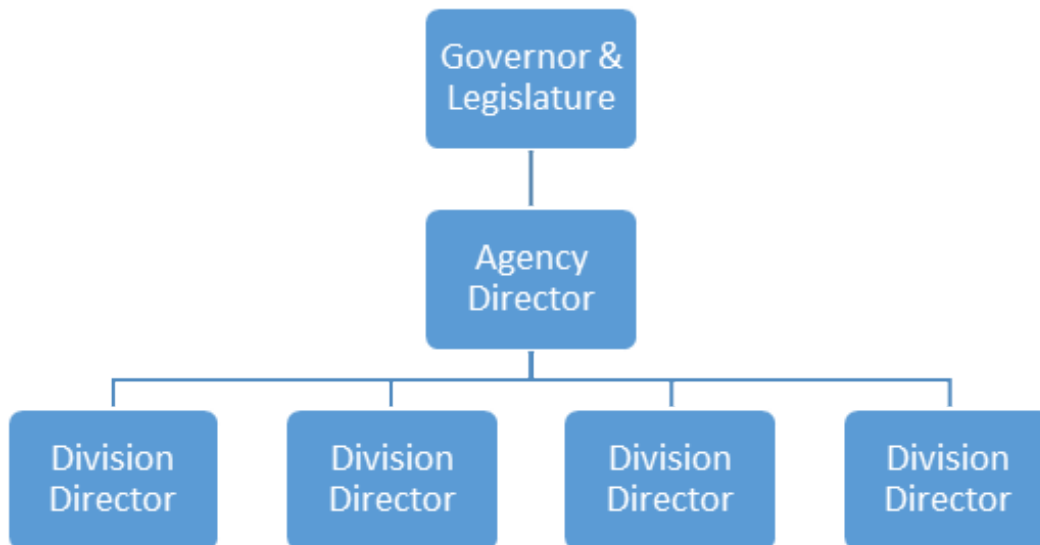 Governor &
Legislature
Agency
Director
Division
Director
Division
Director
Division
Director
Division
Director